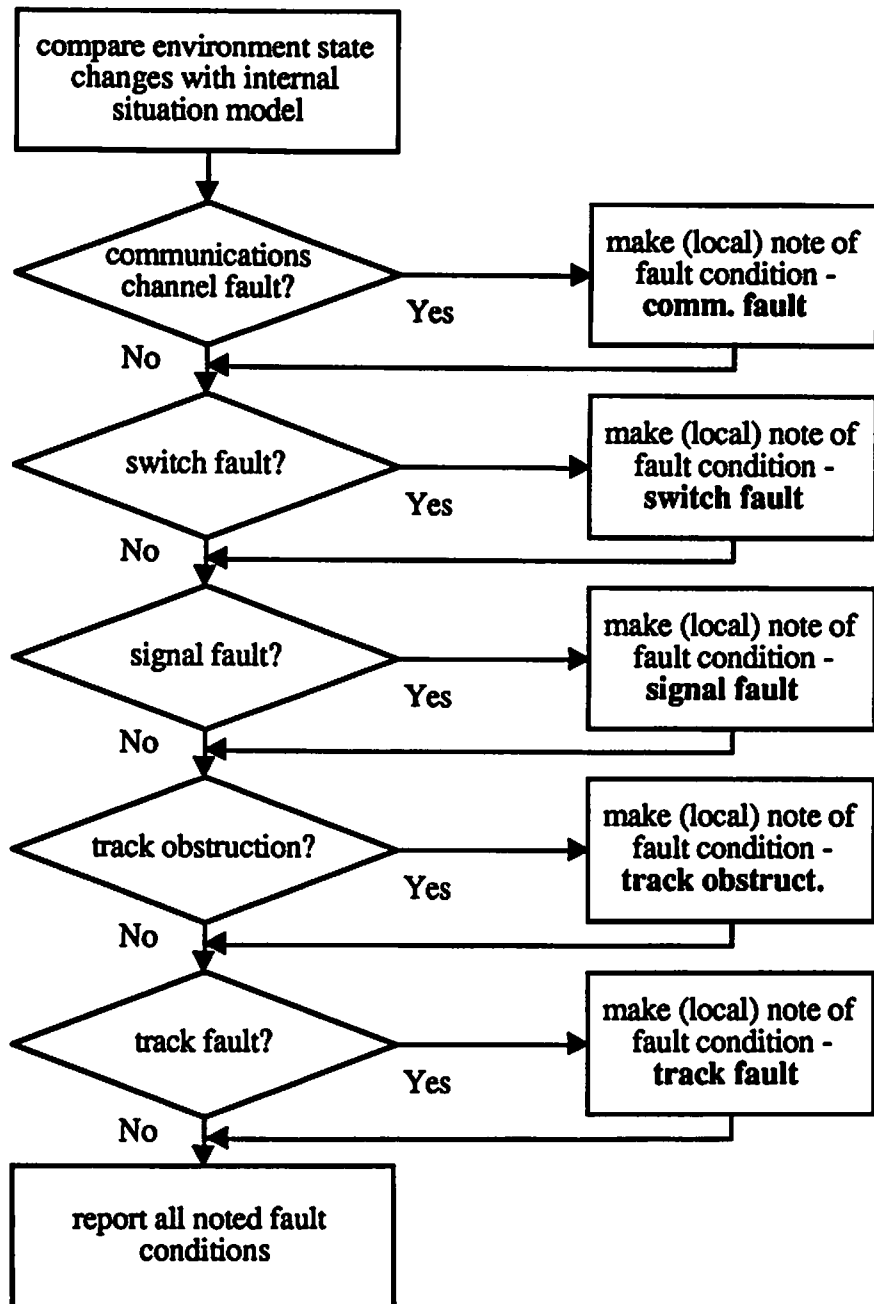 compare environment state
changes with internal
situation model
communications
channel fault?
Yes
No
make (local) note of
fault condition -
comm. fault
switch fault?
Yes
No
make (local) note of
fault condition -
switch fault
signal fault?
Yes
No
make (local) note of
fault condition -
signal fault
track obstruction?
Yes
No
make (local) note of
fault condition -
track obstruct.
track fault?
Yes
No
make (local) note of
fault condition -
track fault
report all noted fault
conditions